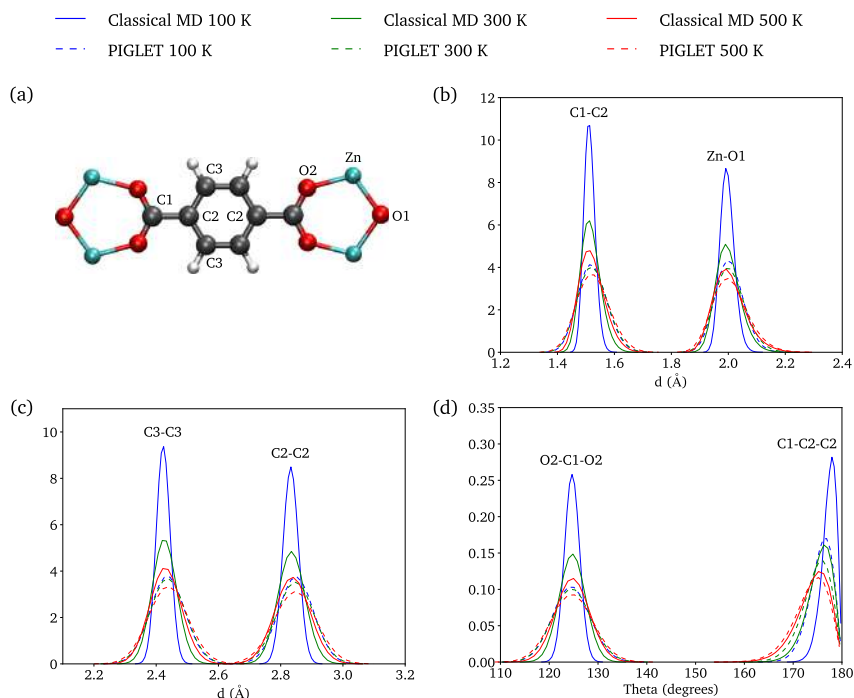 Classical MD 100 K
Classical MD 300 K
Classical MD 500 K
PIGLET 100 K
PIGLET 300 K
PIGLET 500 K
(a)
C3
O2
Zn
C1
C2
C2
O1
C3
(b)
12
10
8
6
4
2
0
C1-C2
Zn-O1
1.2
1.4
1.6
1.8
2.0
2.2
2.4
d (Å)
(c)
10
8
6
4
2
0
C3-C3
C2-C2
2.2
2.4
2.6
2.8
3.0
3.2
d (Å)
(d)
0.35
0.30
0.25
0.20
0.15
0.10
0.05
0.00
O2-C1-O2
C1-C2-C2
110
120
130
140
150
160
170
180
Theta (degrees)